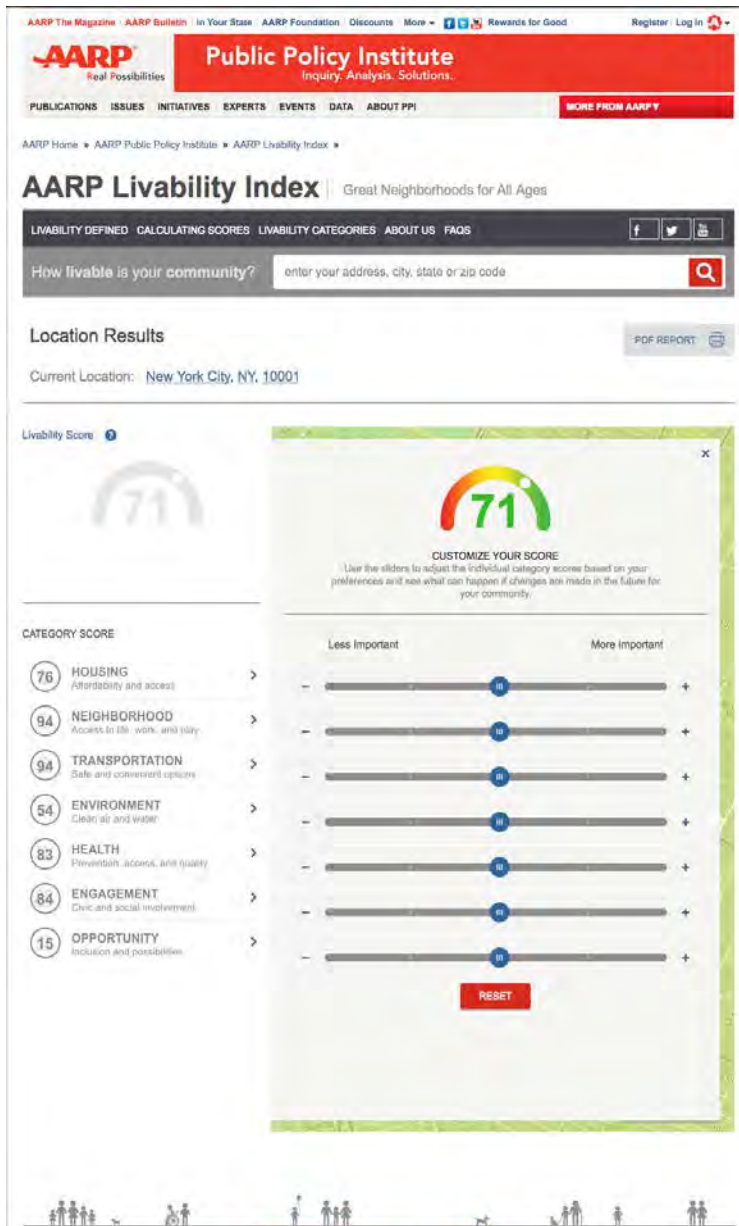 AARP The Magazine AARP Bulletin In Your State AARP Foundation Discounts More Rewards for Good Register Log In
AARP Public Policy Institute
Real Possibilities Inquiry. Analysis. Solutions.
PUBLICATIONS ISSUES INITIATIVES EXPERTS EVENTS DATA ABOUT PPI MORE FROM AARP
AARP Home » AARP Public Policy Institute » AARP Livability Index »
AARP Livability Index Great Neighborhoods for All Ages
LIVABILITY DEFINED CALCULATING SCORES LIVABILITY CATEGORIES ABOUT US FAQS
How livable is your community? enter your address, city, state or zip code
Location Results
PDF REPORT
Current Location: New York City, NY, 10001
Livability Score ?
71
x
71
CUSTOMIZE YOUR SCORE
Use the sliders to adjust the individual category scores based on your
preferences and see what can happen if changes are made in the future for
your community.
CATEGORY SCORE
Less Important More Important
76 HOUSING
Affordability and access
94 NEIGHBORHOOD
Access to life, work, and play
94 TRANSPORTATION
Safe and convenient options
54 ENVIRONMENT
Clean air and water
83 HEALTH
Prevention, access, and quality
84 ENGAGEMENT
Civic and social involvement
15 OPPORTUNITY
Inclusion and possibilities
RESET